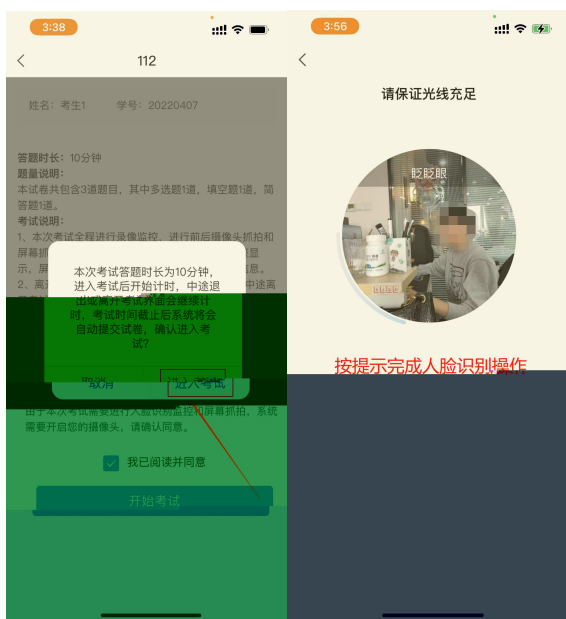 3:38
112
姓名：考生1 学号：20220407
答题时长：10分钟
题量说明：
本试卷共包含3道题目，其中多选题1道，填空题1道，简
答题1道。
考试说明：
1、本次考试全程进行录像监控，进行前后摄像头抓拍和
屏幕抓
显
示，屏
信息。
2、离开
中途离
本次考试答题时长为10分钟，
进入考试后开始计时，中途退
出或离开考试界面会继续计
时，考试时间截止后系统将会
自动提交试卷，确认进入考
试？
取消 进入考试
由于本次考试需要进行人脸识别监控和屏幕抓拍，系统
需要开启您的摄像头，请确认同意。
我已阅读并同意
开始考试
3:56
请保证光线充足
眨眨眼
按提示完成人脸识别操作